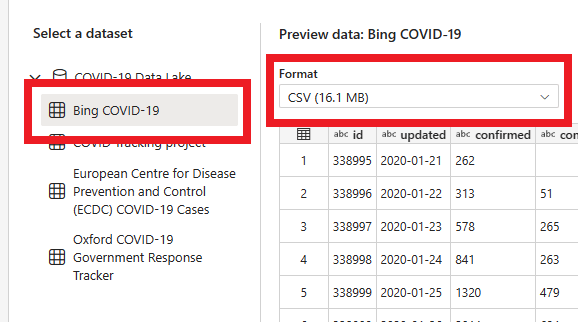 Select a dataset
COVID-19 Data Lake
Bing COVID-19
COVID Tracking project
European Centre for Disease
Prevention and Control
(ECDC) COVID-19 Cases
Oxford COVID-19
Government Response
Tracker
Preview data: Bing COVID-19
Format
CSV (16.1 MB)
abc id abc updated abc confirmed abc con
1 338995 2020-01-21 262
2 338996 2020-01-22 313 51
3 338997 2020-01-23 578 265
4 338998 2020-01-24 841 263
5 338999 2020-01-25 1320 479